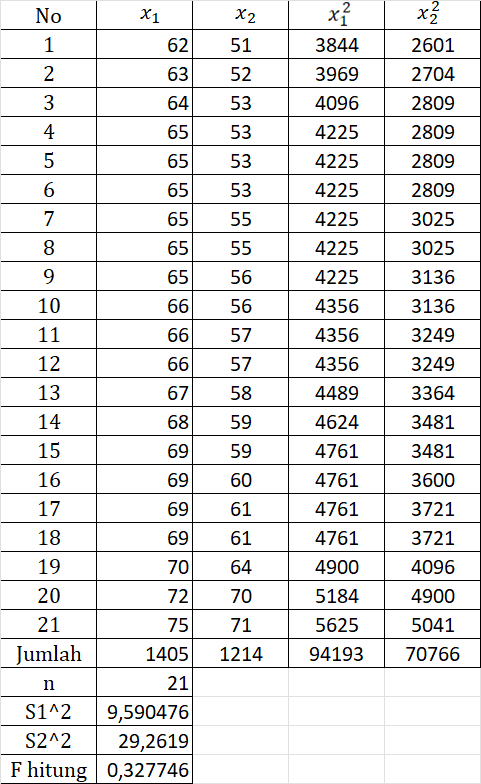 No x₁ x₂ x₁² x₂²
1 62 51 3844 2601
2 63 52 3969 2704
3 64 53 4096 2809
4 65 53 4225 2809
5 65 53 4225 2809
6 65 53 4225 2809
7 65 55 4225 3025
8 65 55 4225 3025
9 65 56 4225 3136
10 66 56 4356 3136
11 66 57 4356 3249
12 66 57 4356 3249
13 67 58 4489 3364
14 68 59 4624 3481
15 69 59 4761 3481
16 69 60 4761 3600
17 69 61 4761 3721
18 69 61 4761 3721
19 70 64 4900 4096
20 72 70 5184 4900
21 75 71 5625 5041
Jumlah 1405 1214 94193 70766
n 21
S1^2 9,590476
S2^2 29,2619
F hitung 0,327746